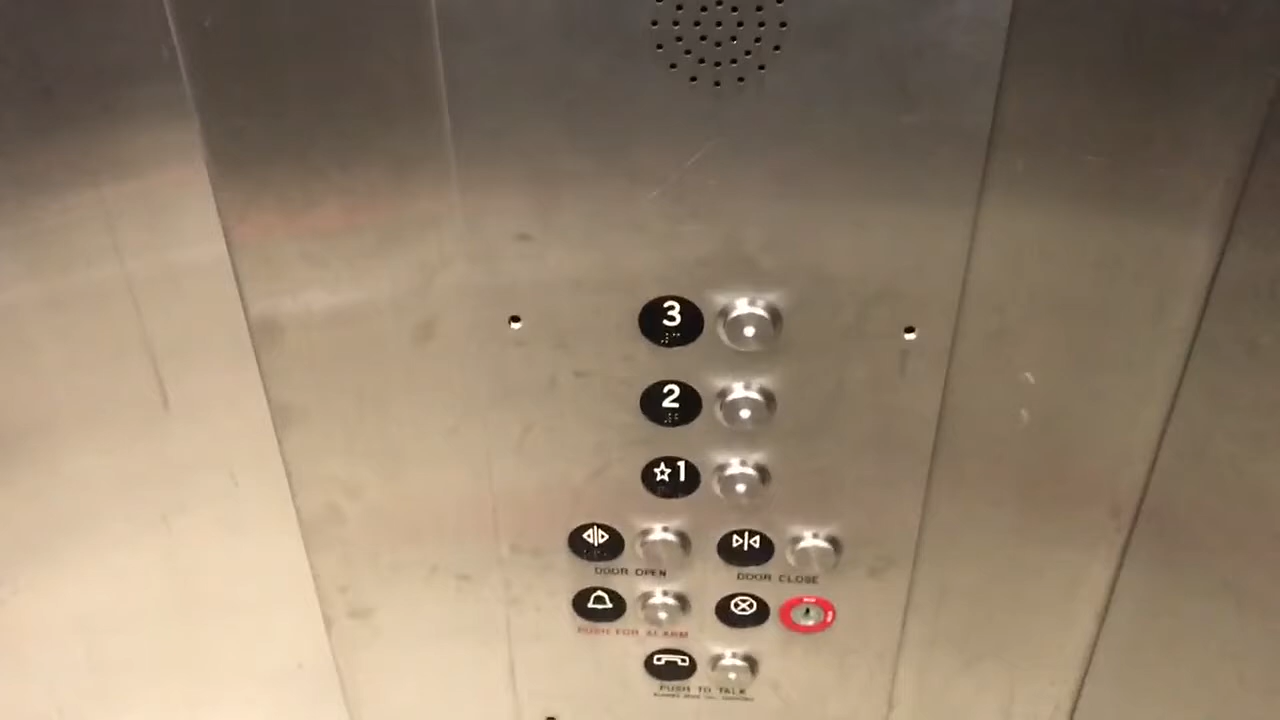 3
2
☆1
DOOR OPEN DOOR CLOSE
PUSH FOR ALARM
PUSH TO TALK